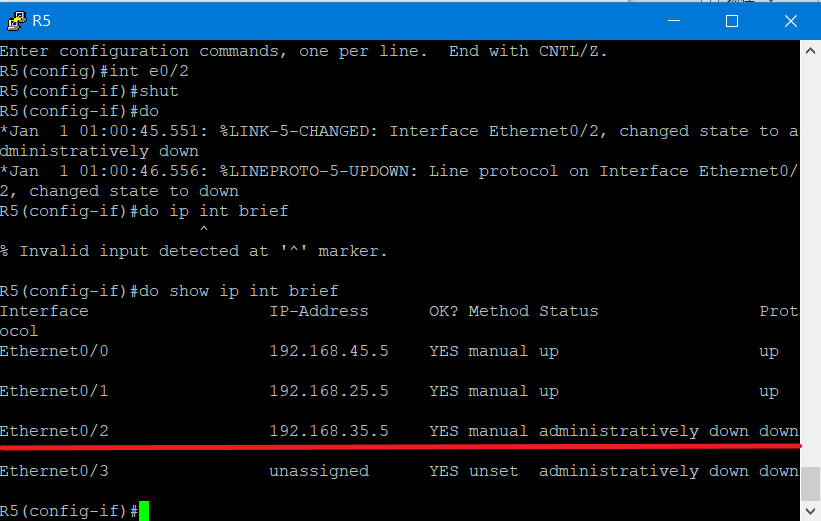 R5
Enter configuration commands, one per line.  End with CNTL/Z.
R5(config)#int e0/2
R5(config-if)#shut
R5(config-if)#do
*Jan  1 01:00:45.551: %LINK-5-CHANGED: Interface Ethernet0/2, changed state to a
dministratively down
*Jan  1 01:00:46.556: %LINEPROTO-5-UPDOWN: Line protocol on Interface Ethernet0/
2, changed state to down
R5(config-if)#do ip int brief
                    ^
% Invalid input detected at '^' marker.
R5(config-if)#do show ip int brief
Interface                  IP-Address      OK? Method Status                Prot
ocol
Ethernet0/0                192.168.45.5    YES manual up                    up
Ethernet0/1                192.168.25.5    YES manual up                    up
Ethernet0/2                192.168.35.5    YES manual administratively down down
Ethernet0/3                unassigned      YES unset  administratively down down
R5(config-if)#